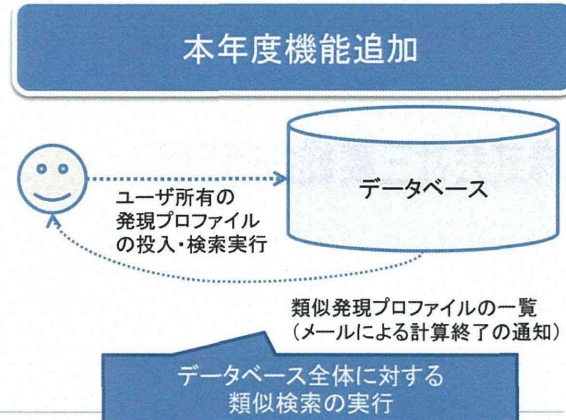 本年度機能追加
データベース
ユーザ所有の
発現プロファイル
の投入・検索実行
類似発現プロファイルの一覧
(メールによる計算終了の通知)
データベース全体に対する
類似検索の実行